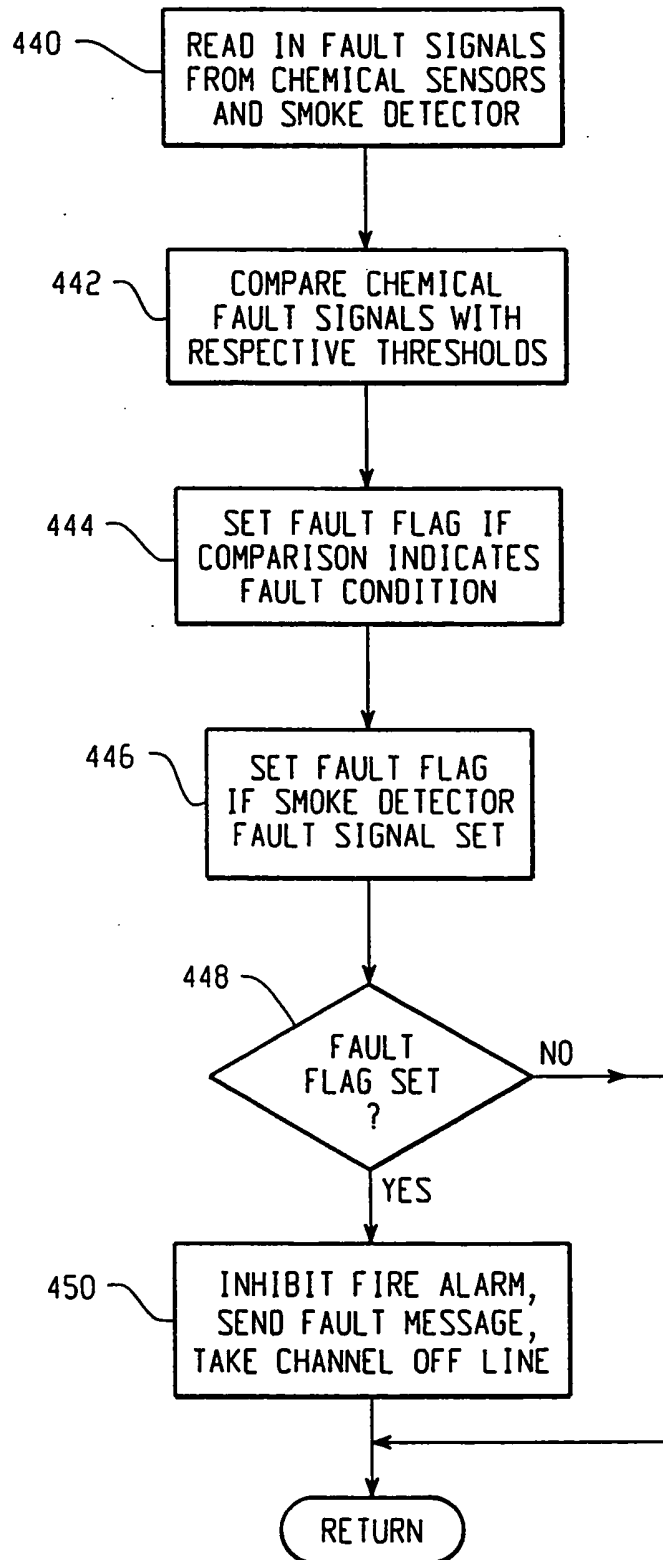 440
READ IN FAULT SIGNALS
FROM CHEMICAL SENSORS
AND SMOKE DETECTOR
442
COMPARE CHEMICAL
FAULT SIGNALS WITH
RESPECTIVE THRESHOLDS
444
SET FAULT FLAG IF
COMPARISON INDICATES
FAULT CONDITION
446
SET FAULT FLAG
IF SMOKE DETECTOR
FAULT SIGNAL SET
448
FAULT
FLAG SET
?
NO
YES
450
INHIBIT FIRE ALARM,
SEND FAULT MESSAGE,
TAKE CHANNEL OFF LINE
RETURN